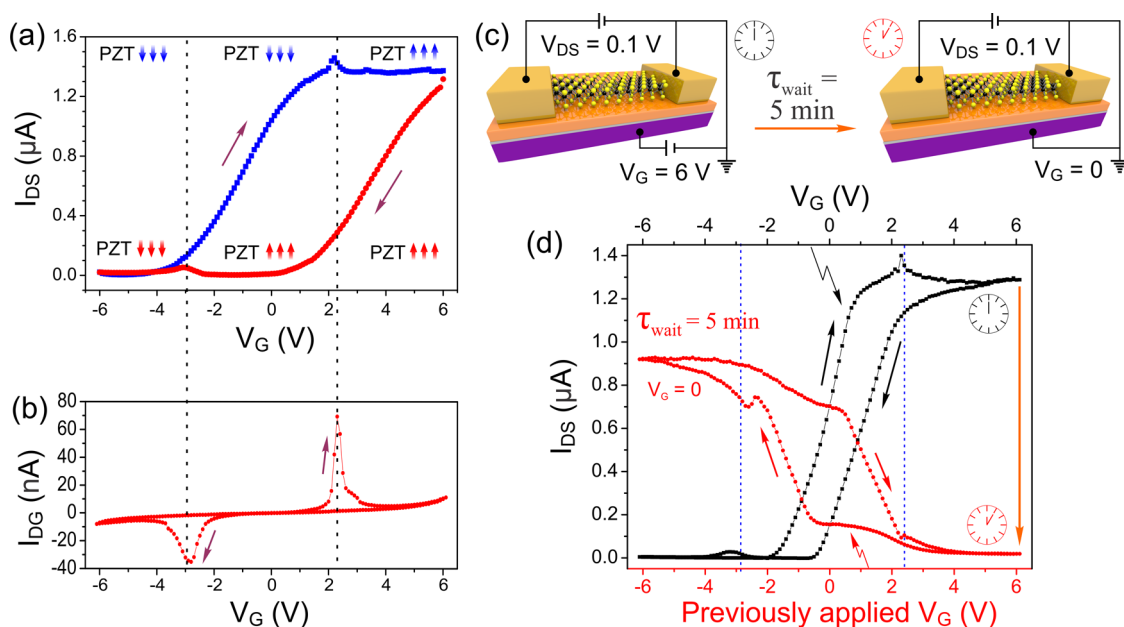 (a)
1.6
1.2
0.8
0.4
0.0
I_DS (µA)
PZT ↓↓↓
PZT ↓↓↓
PZT ↑↑↑
PZT ↓↓↓
PZT ↑↑↑
PZT ↑↑↑
-6 -4 -2 0 2 4 6
V_G (V)
(b)
80
60
40
20
0
-20
-40
I_DG (nA)
-6 -4 -2 0 2 4 6
V_G (V)
(c)
V_DS = 0.1 V
V_G = 6 V
τ_wait =
5 min
V_DS = 0.1 V
V_G = 0
(d)
V_G (V)
-6 -4 -2 0 2 4 6
1.4
1.2
1.0
0.8
0.6
0.4
0.2
0.0
I_DS (µA)
τ_wait = 5 min
V_G = 0
-6 -4 -2 0 2 4 6
Previously applied V_G (V)